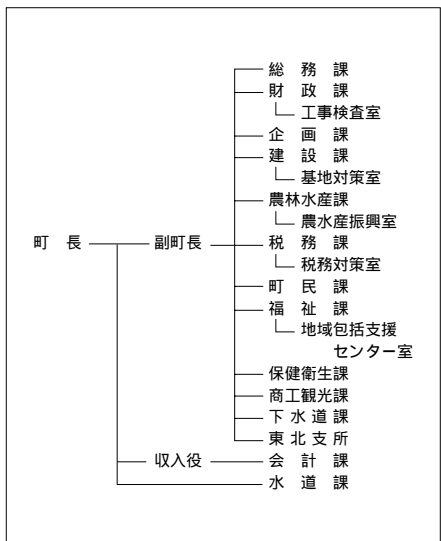 総務課
財政課
工事検査室
企画課
建設課
基地対策室
農林水産課
農水産振興室
町長 副町長 税務課
税務対策室
町民課
福祉課
地域包括支援
センター室
保健衛生課
商工観光課
下水道課
東北支所
収入役 会計課
水道課